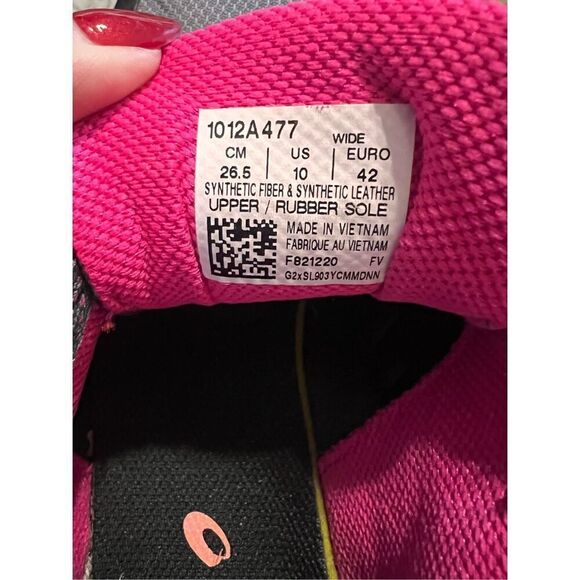 1012A477 WIDE
CM US EURO
26.5 10 42
SYNTHETIC FIBER & SYNTHETIC LEATHER
UPPER / RUBBER SOLE
MADE IN VIETNAM
FABRIQUE AU VIETNAM
F821220 FV
G2xSL903YCMMDNN